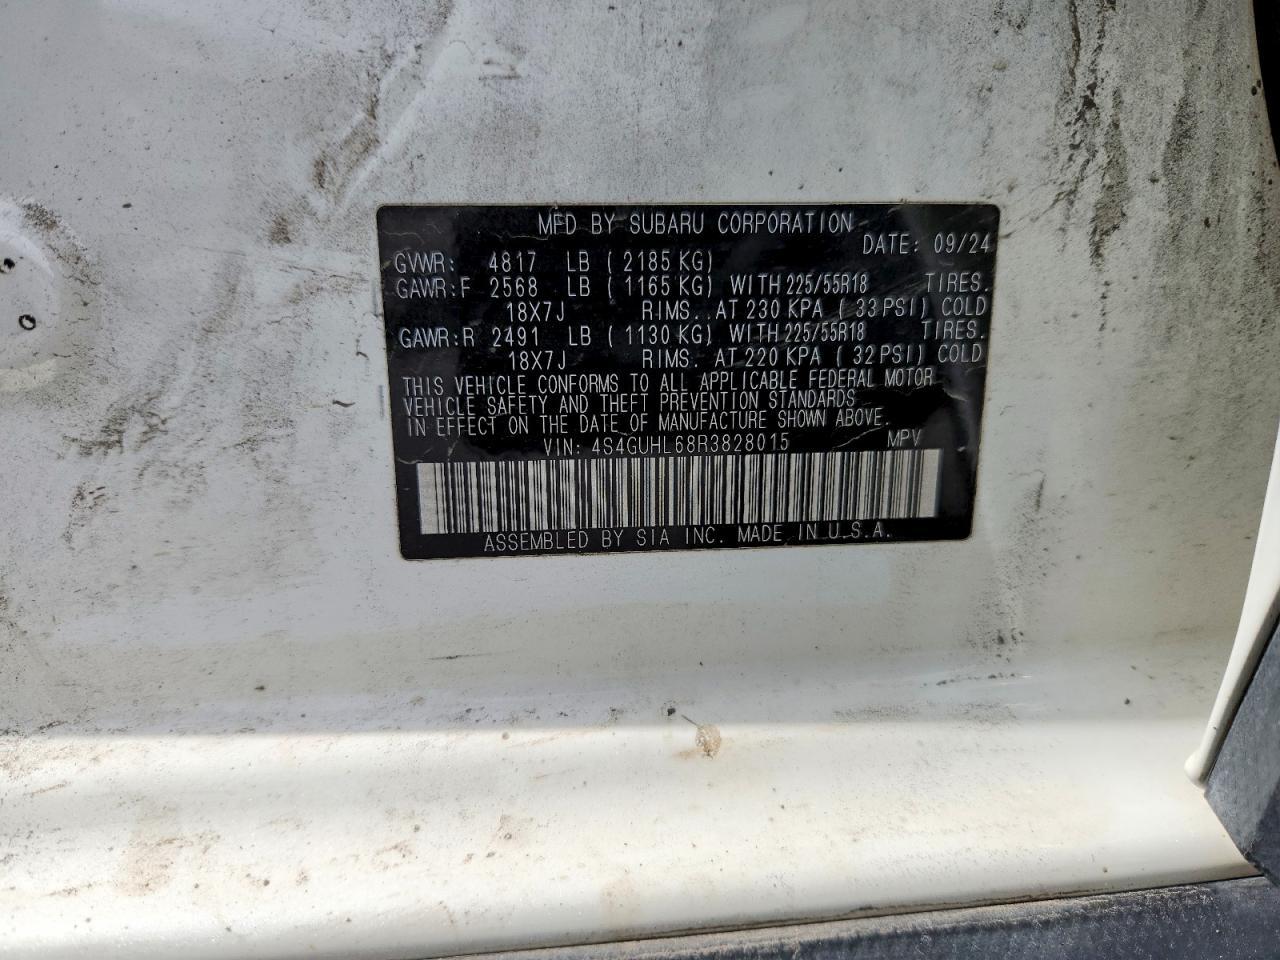 MFD BY SUBARU CORPORATION
DATE: 09/24
GVWR: 4817 LB ( 2185 KG)
GAWR:F 2568 LB ( 1165 KG) WITH 225/55R18 TIRES.
18X7J RIMS. AT 230 KPA ( 33 PSI) COLD
GAWR:R 2491 LB ( 1130 KG) WITH 225/55R18 TIRES.
18X7J RIMS. AT 220 KPA ( 32 PSI) COLD
THIS VEHICLE CONFORMS TO ALL APPLICABLE FEDERAL MOTOR
VEHICLE SAFETY AND THEFT PREVENTION STANDARDS
IN EFFECT ON THE DATE OF MANUFACTURE SHOWN ABOVE.
VIN: 4S4GUHL68R3828015 MPV
ASSEMBLED BY SIA INC. MADE IN U.S.A.